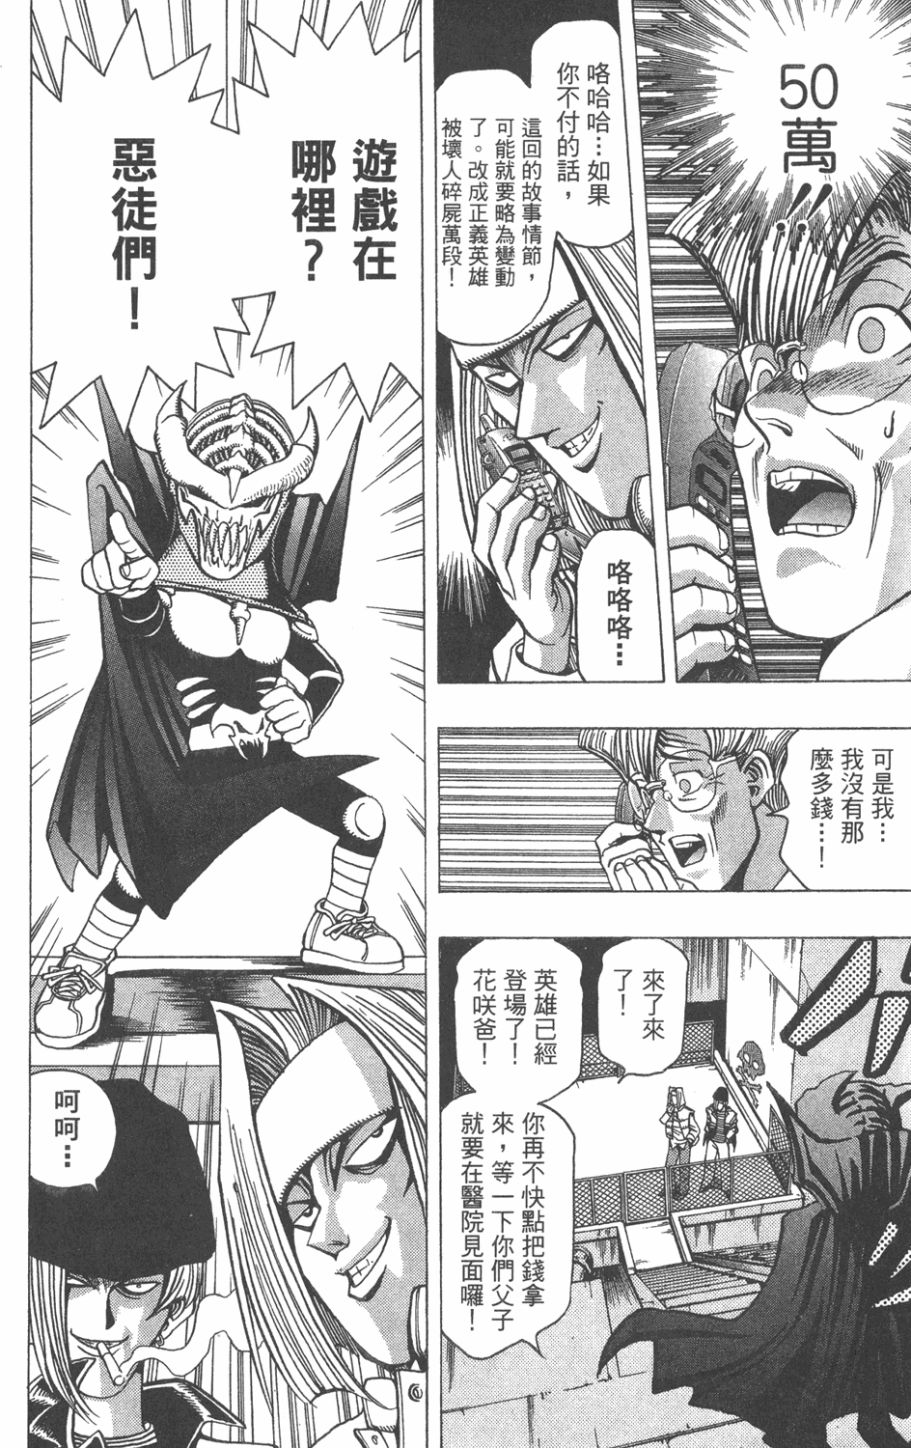 50
萬!!
咯哈哈…如果
你不付的話，
這回的故事情節，
可能就要略為變動
了。改成正義英雄
被壞人碎屍萬段！
咯咯咯…
可是我…
我沒有那
麼多錢…！
來了來
了！
英雄已經
登場了！
花咲爸！
你再不快點把錢拿
來，等一下你們父子
就要在醫院見面囉！
遊戲在
哪裡？
惡徒們！
呵呵…